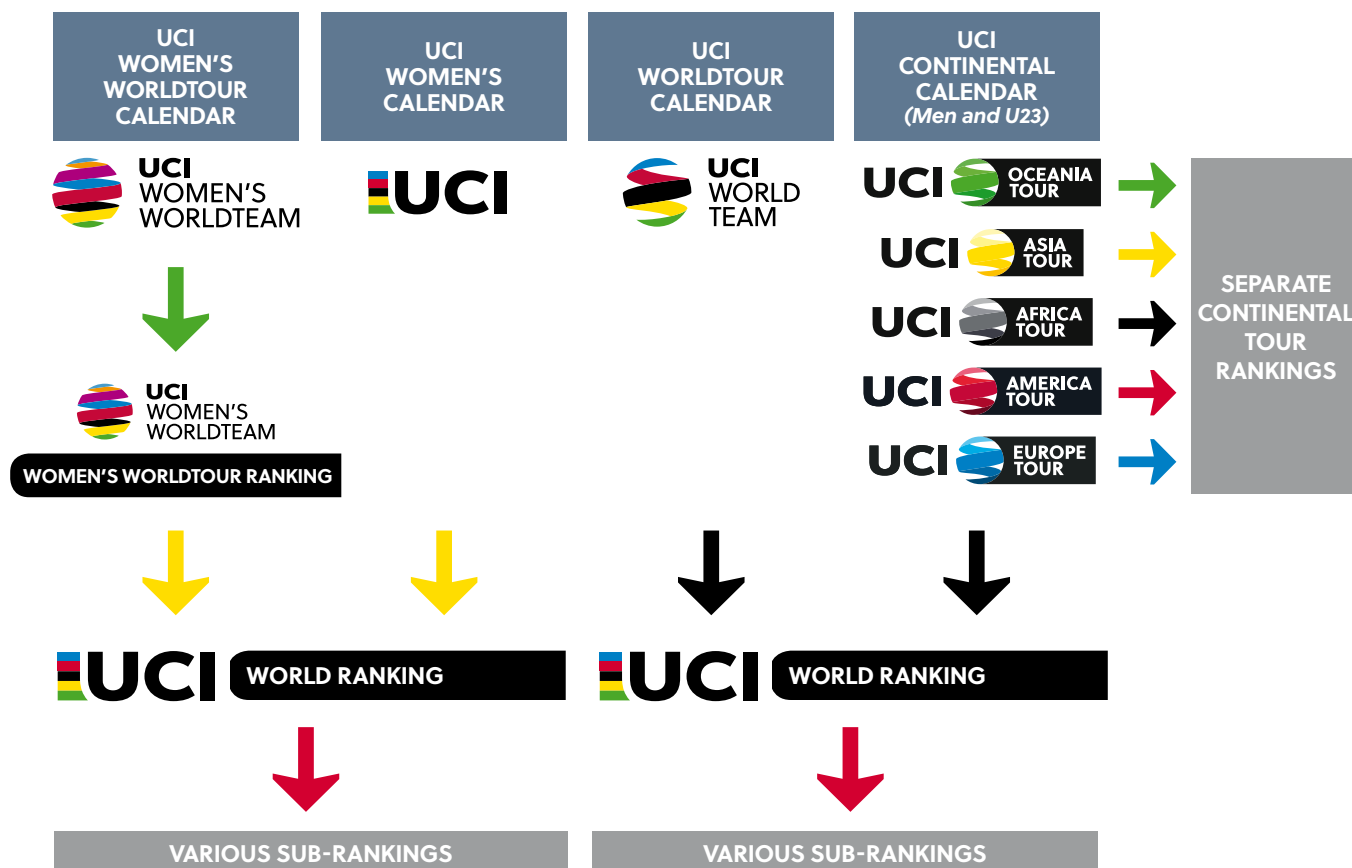 UCI
WOMEN'S
WORLDTOUR
CALENDAR
UCI
WOMEN'S
CALENDAR
UCI
WORLDTOUR
CALENDAR
UCI
CONTINENTAL
CALENDAR
(Men and U23)
UCI
WOMEN'S
WORLDTEAM
UCI
UCI
WORLD
TEAM
UCI OCEANIA
TOUR
UCI ASIA
TOUR
UCI AFRICA
TOUR
UCI AMERICA
TOUR
UCI EUROPE
TOUR
SEPARATE
CONTINENTAL
TOUR
RANKINGS
UCI
WOMEN'S
WORLDTEAM
WOMEN'S WORLDTOUR RANKING
UCI WORLD RANKING
UCI WORLD RANKING
VARIOUS SUB-RANKINGS
VARIOUS SUB-RANKINGS